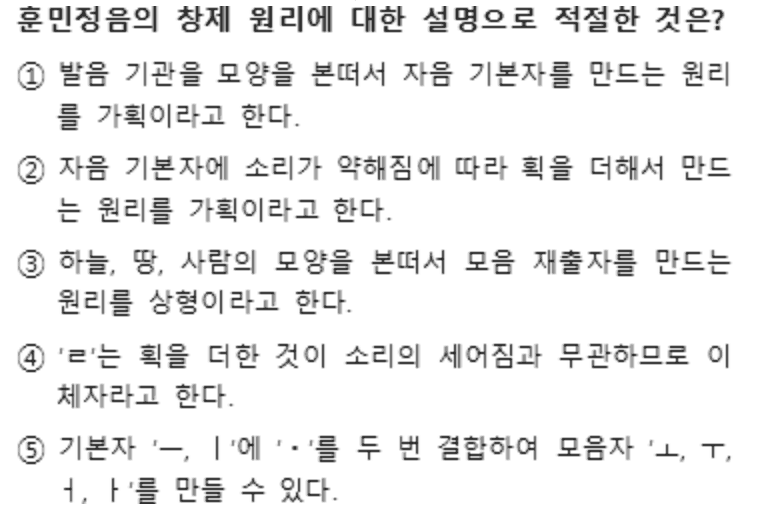 훈민정음의 창제 원리에 대한 설명으로 적절한 것은?
① 발음 기관을 모양을 본떠서 자음 기본자를 만드는 원리
를 가획이라고 한다.
② 자음 기본자에 소리가 약해짐에 따라 획을 더해서 만드
는 원리를 가획이라고 한다.
③ 하늘, 땅, 사람의 모양을 본떠서 모음 재출자를 만드는
원리를 상형이라고 한다.
④ 'ㄹ'는 획을 더한 것이 소리의 세어짐과 무관하므로 이
체자라고 한다.
⑤ 기본자 'ㅡ, ㅣ'에 'ㆍ'를 두 번 결합하여 모음자 'ㅗ, ㅜ,
ㅓ, ㅏ'를 만들 수 있다.